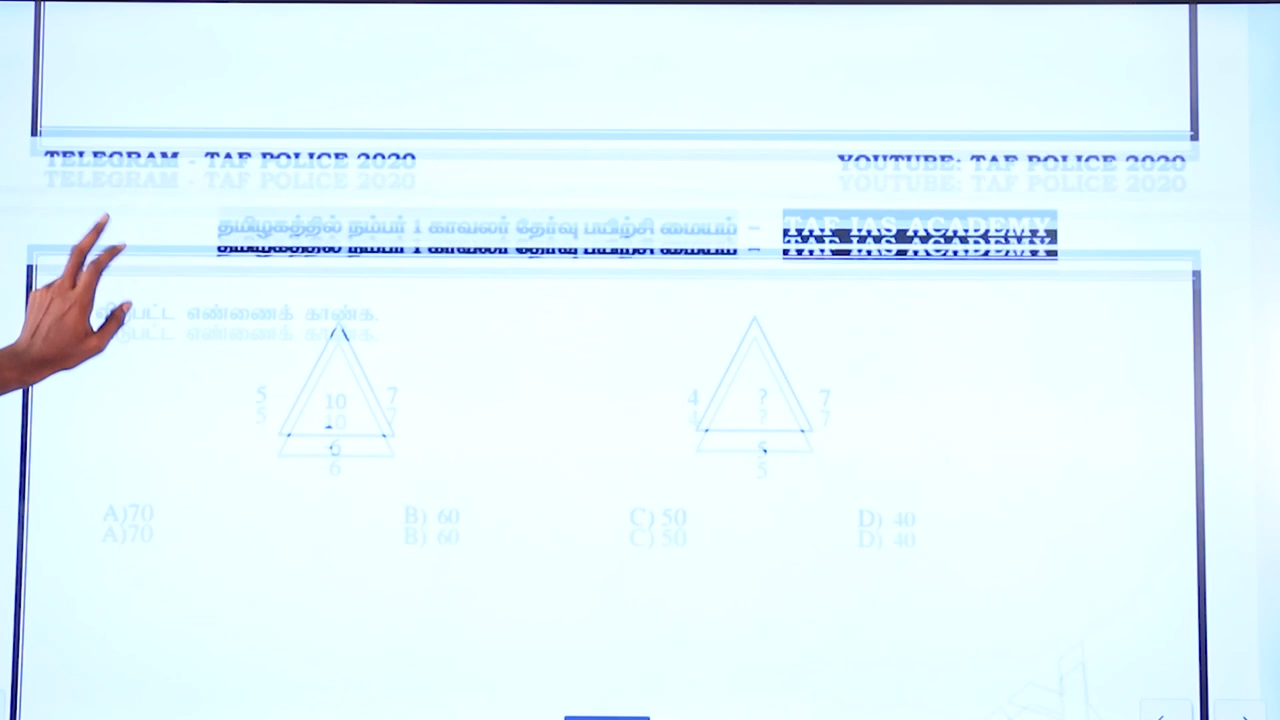 TELEGRAM - TAF POLICE 2020
YOUTUBE: TAF POLICE 2020
தமிழகத்தில் நம்பர் 1 காவலர் தேர்வு பயிற்சி மையம் - TAF IAS ACADEMY
எண்ணைக் காண்க.
5 10 7
6
4 ? 7
5
A)70 B) 60 C) 50 D) 40